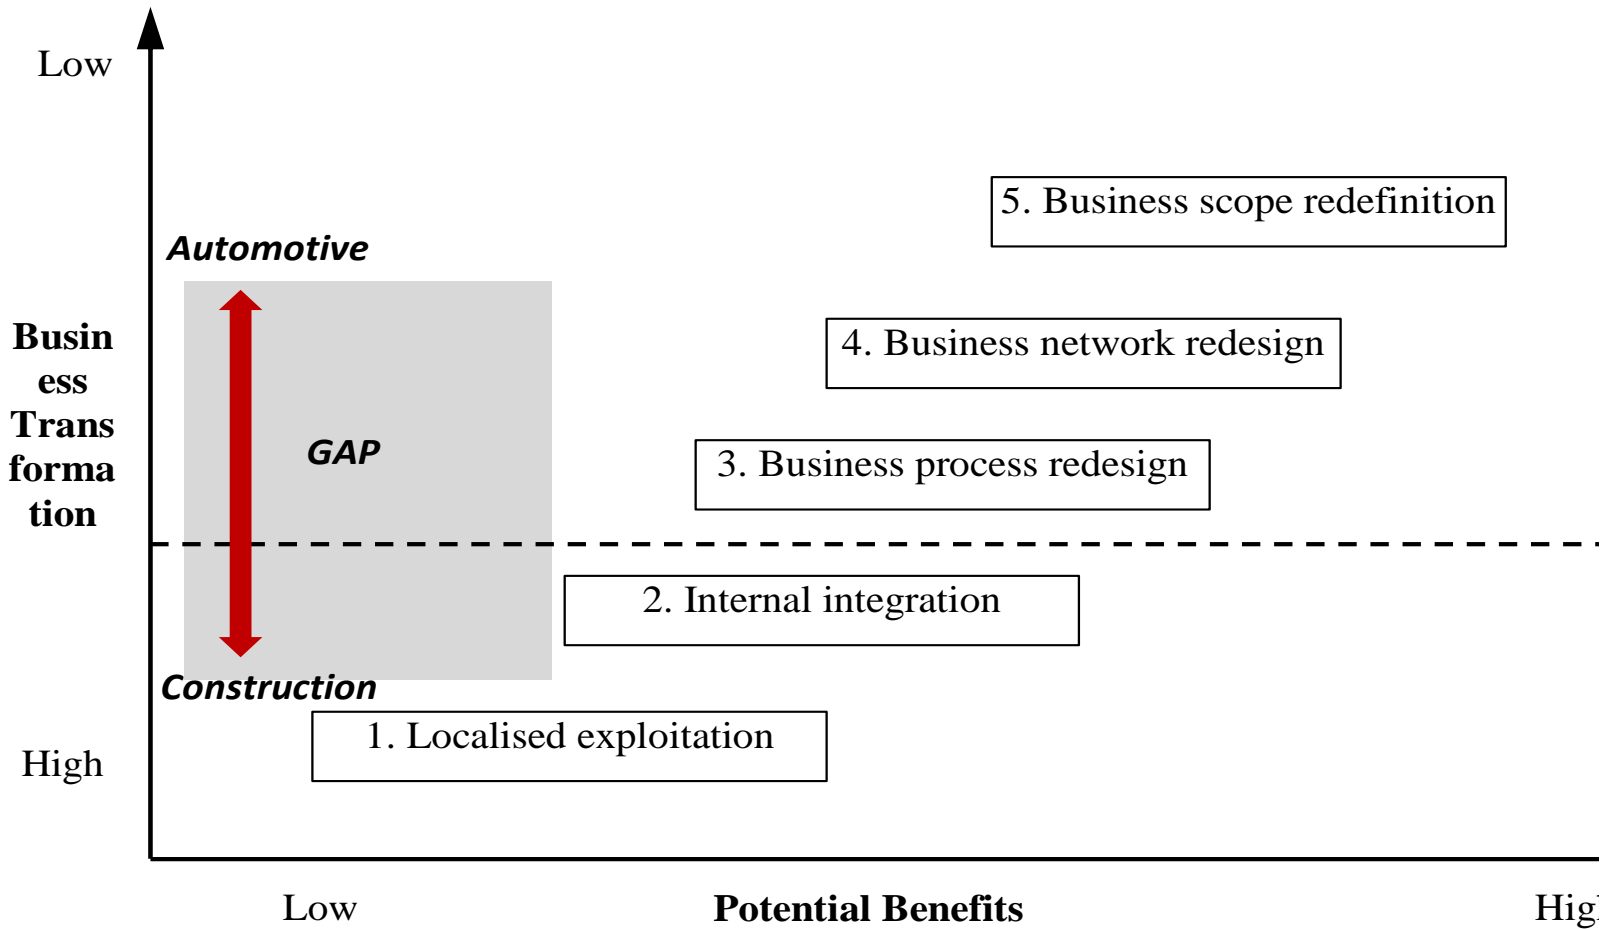 Low
5. Business scope redefinition
Automotive
Busin
ess
Trans
forma
tion
4. Business network redesign
GAP
3. Business process redesign
2. Internal integration
Construction
1. Localised exploitation
High
Low
Potential Benefits
High